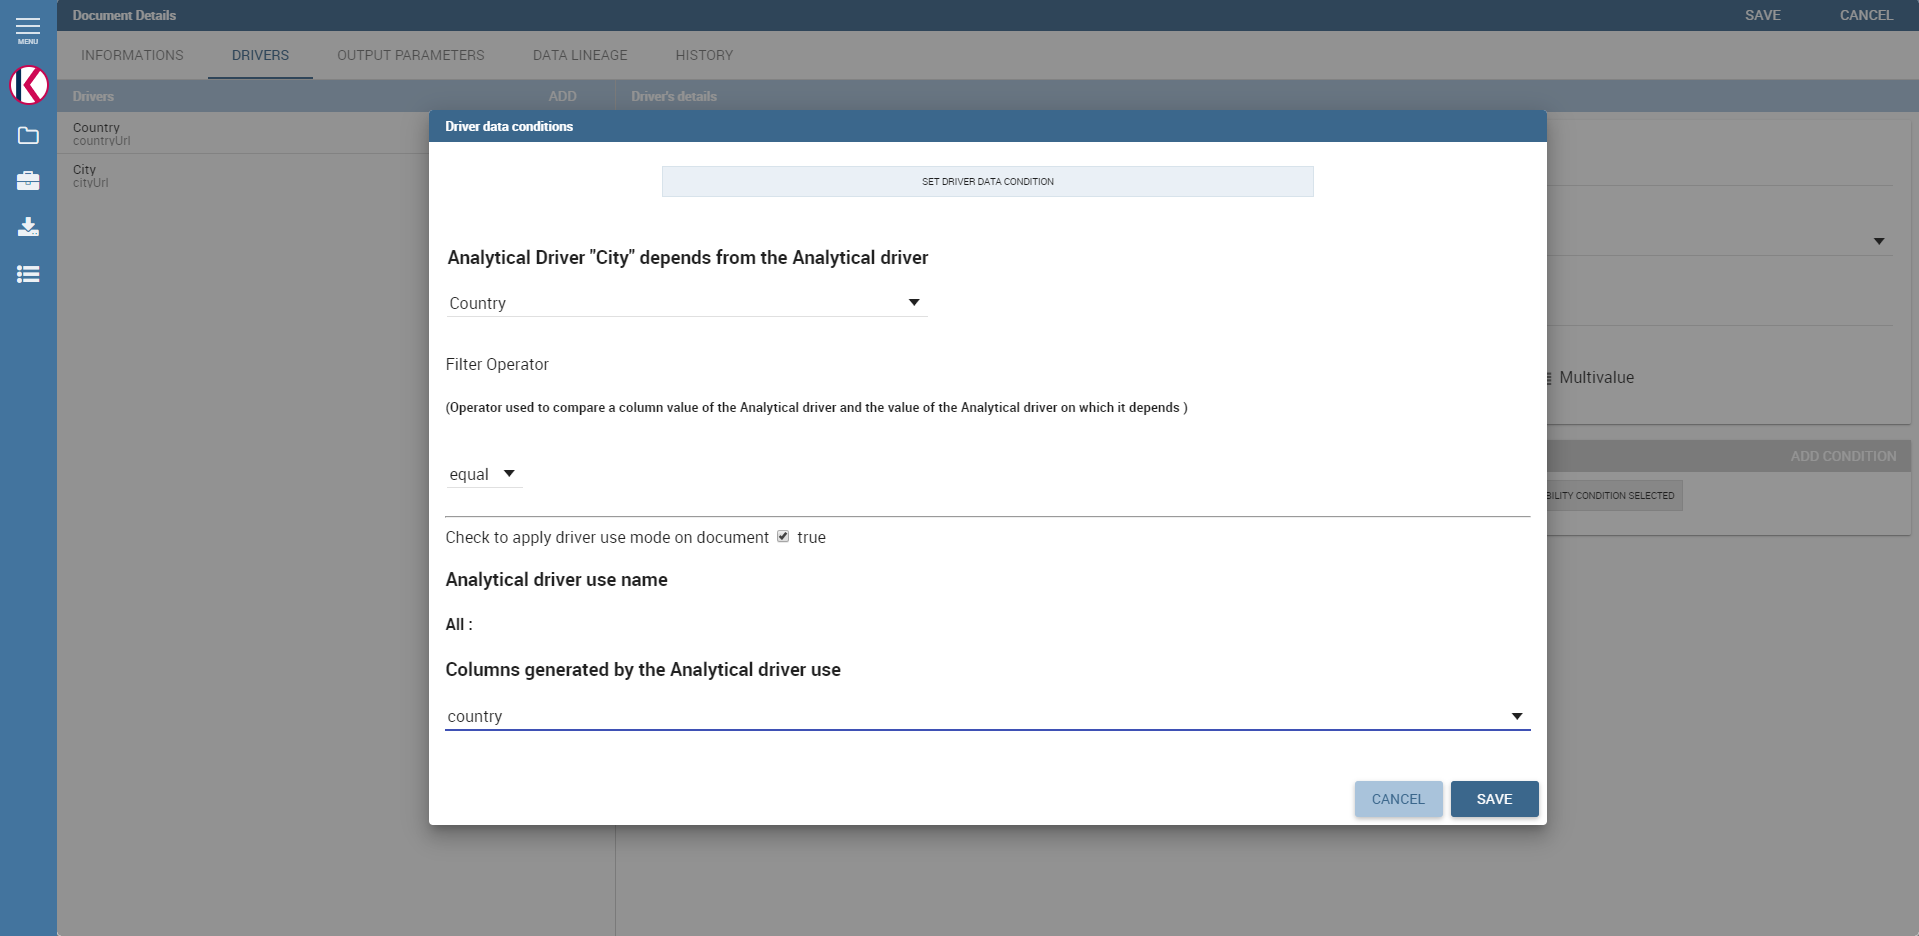 MENU
Document Details
SAVE
CANCEL
INFORMATIONS
DRIVERS
OUTPUT PARAMETERS
DATA LINEAGE
HISTORY
Drivers
ADD
Driver's details
Country
countryUrl
City
cityUrl
Driver data conditions
SET DRIVER DATA CONDITION
Analytical Driver "City" depends from the Analytical driver
Country
Filter Operator
Multivalue
(Operator used to compare a column value of the Analytical driver and the value of the Analytical driver on which it depends )
ADD CONDITION
equal
BILITY CONDITION SELECTED
Check to apply driver use mode on document true
Analytical driver use name
All :
Columns generated by the Analytical driver use
country
CANCEL
SAVE